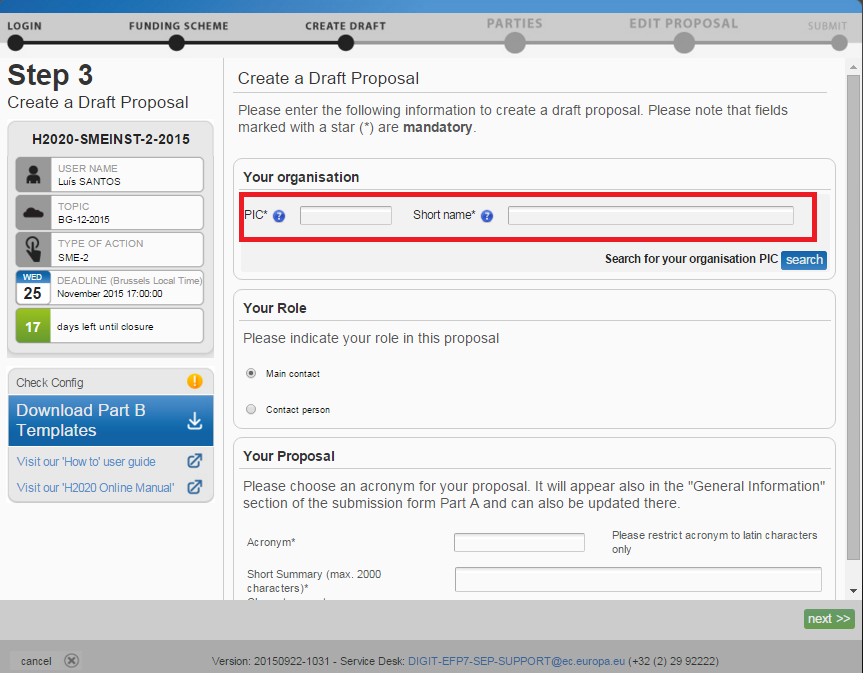 LOGIN
FUNDING SCHEME
CREATE DRAFT
PARTIES
EDIT PROPOSAL
SUBMIT
Step 3
Create a Draft Proposal
H2020-SMEINST-2-2015
USER NAME
Luís SANTOS
TOPIC
BG-12-2015
TYPE OF ACTION
SME-2
WED
25
DEADLINE (Brussels Local Time)
November 2015 17:00:00
17
days left until closure
Check Config
Download Part B
Templates
Visit our 'How to' user guide
Visit our 'H2020 Online Manual'
Create a Draft Proposal
Please enter the following information to create a draft proposal. Please note that fields
marked with a star (*) are mandatory.
Your organisation
PIC* ?
Short name* ?
Search for your organisation PIC search
Your Role
Please indicate your role in this proposal
Main contact
Contact person
Your Proposal
Please choose an acronym for your proposal. It will appear also in the "General Information"
section of the submission form Part A and can also be updated there.
Acronym*
Please restrict acronym to latin characters
only
Short Summary (max. 2000
characters)*
next >>
cancel
Version: 20150922-1031 - Service Desk: DIGIT-EFP7-SEP-SUPPORT@ec.europa.eu (+32 (2) 29 92222)